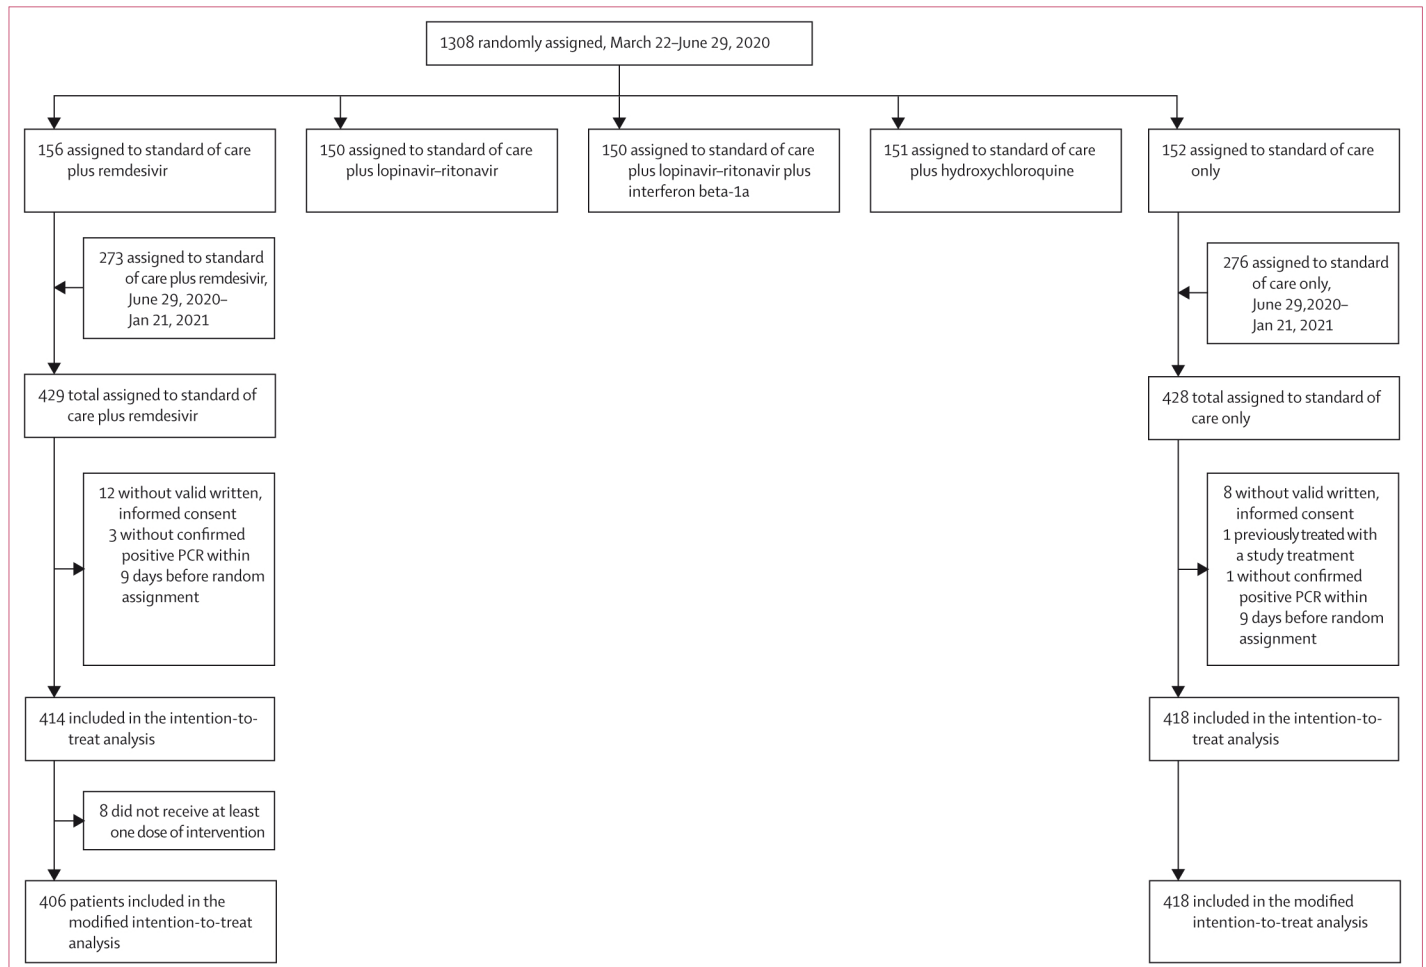 1308 randomly assigned, March 22–June 29, 2020
156 assigned to standard of care
plus remdesivir
150 assigned to standard of care
plus lopinavir–ritonavir
150 assigned to standard of care
plus lopinavir–ritonavir plus
interferon beta-1a
151 assigned to standard of care
plus hydroxychloroquine
152 assigned to standard of care
only
273 assigned to standard
of care plus remdesivir,
June 29, 2020–
Jan 21, 2021
276 assigned to standard
of care only,
June 29,2020–
Jan 21, 2021
429 total assigned to standard of
care plus remdesivir
428 total assigned to standard of
care only
12 without valid written,
informed consent
3 without confirmed
positive PCR within
9 days before random
assignment
8 without valid written,
informed consent
1 previously treated with
a study treatment
1 without confirmed
positive PCR within
9 days before random
assignment
414 included in the intention-to-
treat analysis
418 included in the intention-to-
treat analysis
8 did not receive at least
one dose of intervention
406 patients included in the
modified intention-to-treat
analysis
418 included in the modified
intention-to-treat analysis